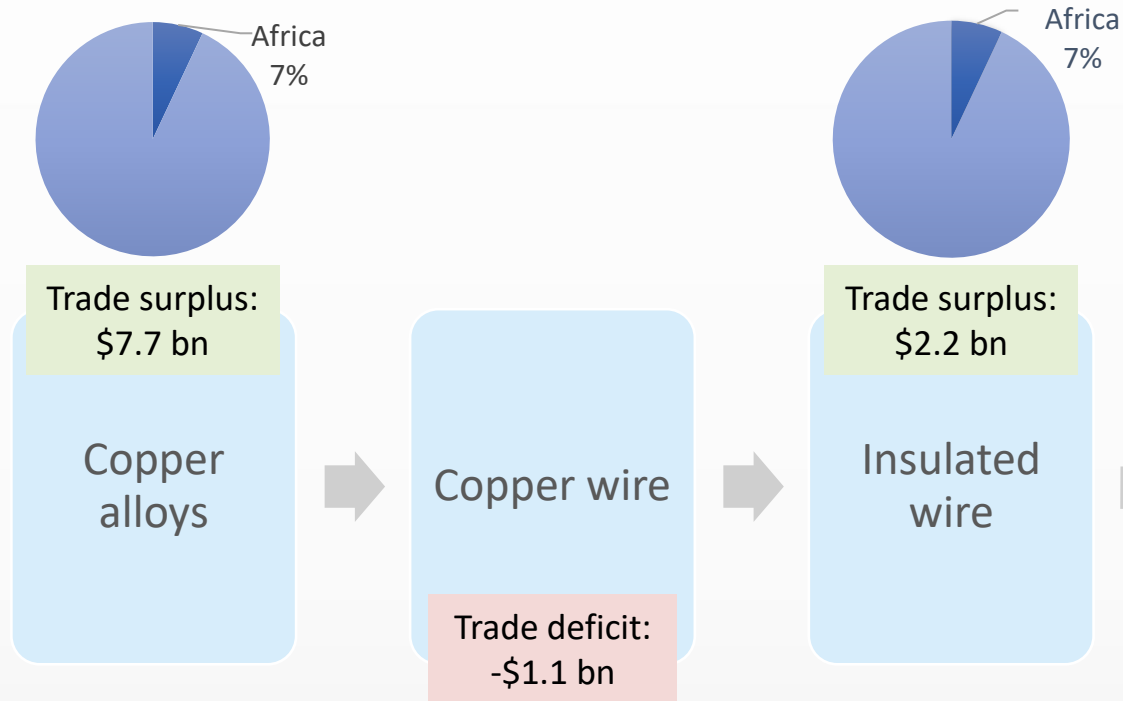 Africa
7%
Africa
7%
Trade surplus:
$7.7 bn
Trade surplus:
$2.2 bn
Copper
alloys
Copper wire
Insulated
wire
Trade deficit:
-$1.1 bn